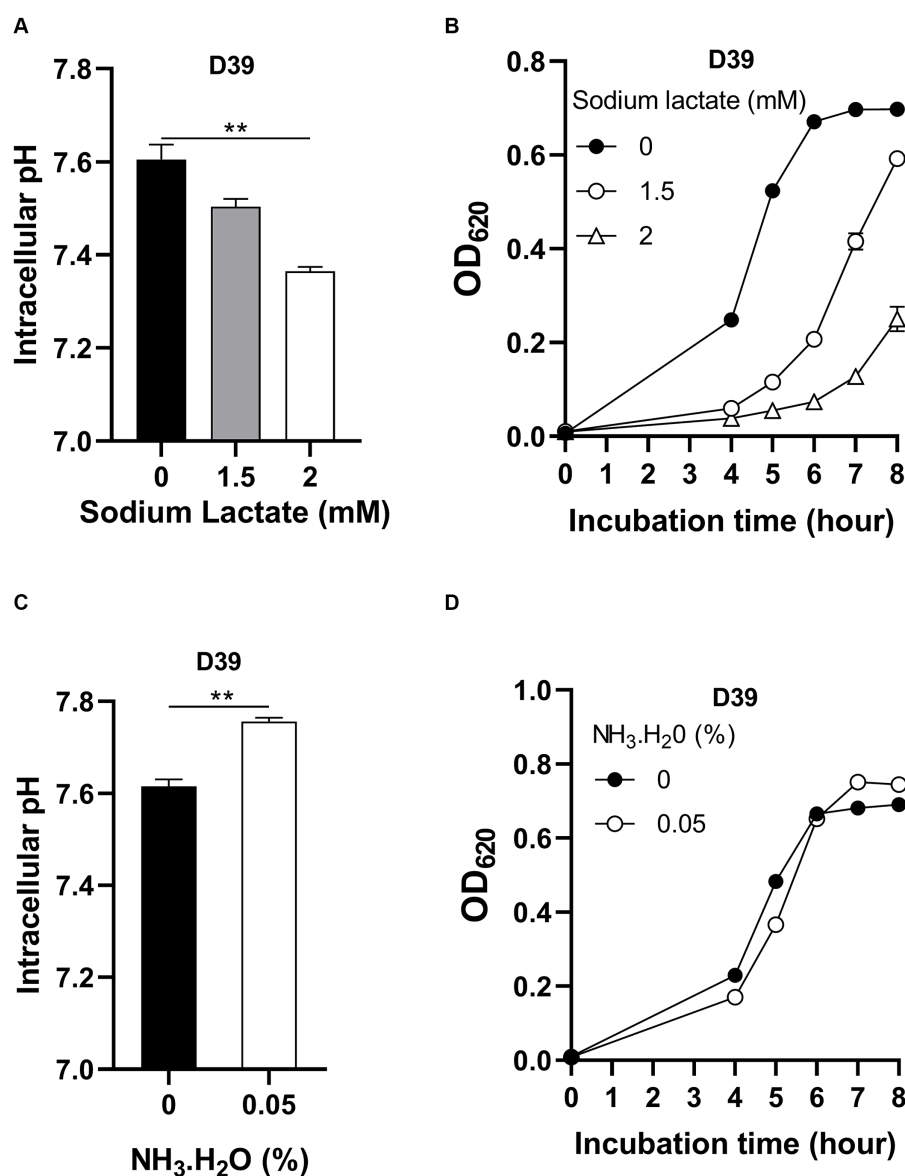 A
D39
**
7.8
7.6
7.4
7.2
7.0
Intracellular pH
0 1.5 2
Sodium Lactate (mM)
B
D39
Sodium lactate (mM)
0
1.5
2
0.8
0.6
0.4
0.2
0.0
OD620
0 1 2 3 4 5 6 7 8
Incubation time (hour)
C
D39
**
7.8
7.6
7.4
7.2
7.0
Intracellular pH
0 0.05
NH3.H2O (%)
D
D39
NH3.H20 (%)
0
0.05
1.0
0.8
0.6
0.4
0.2
0.0
OD620
0 1 2 3 4 5 6 7 8
Incubation time (hour)